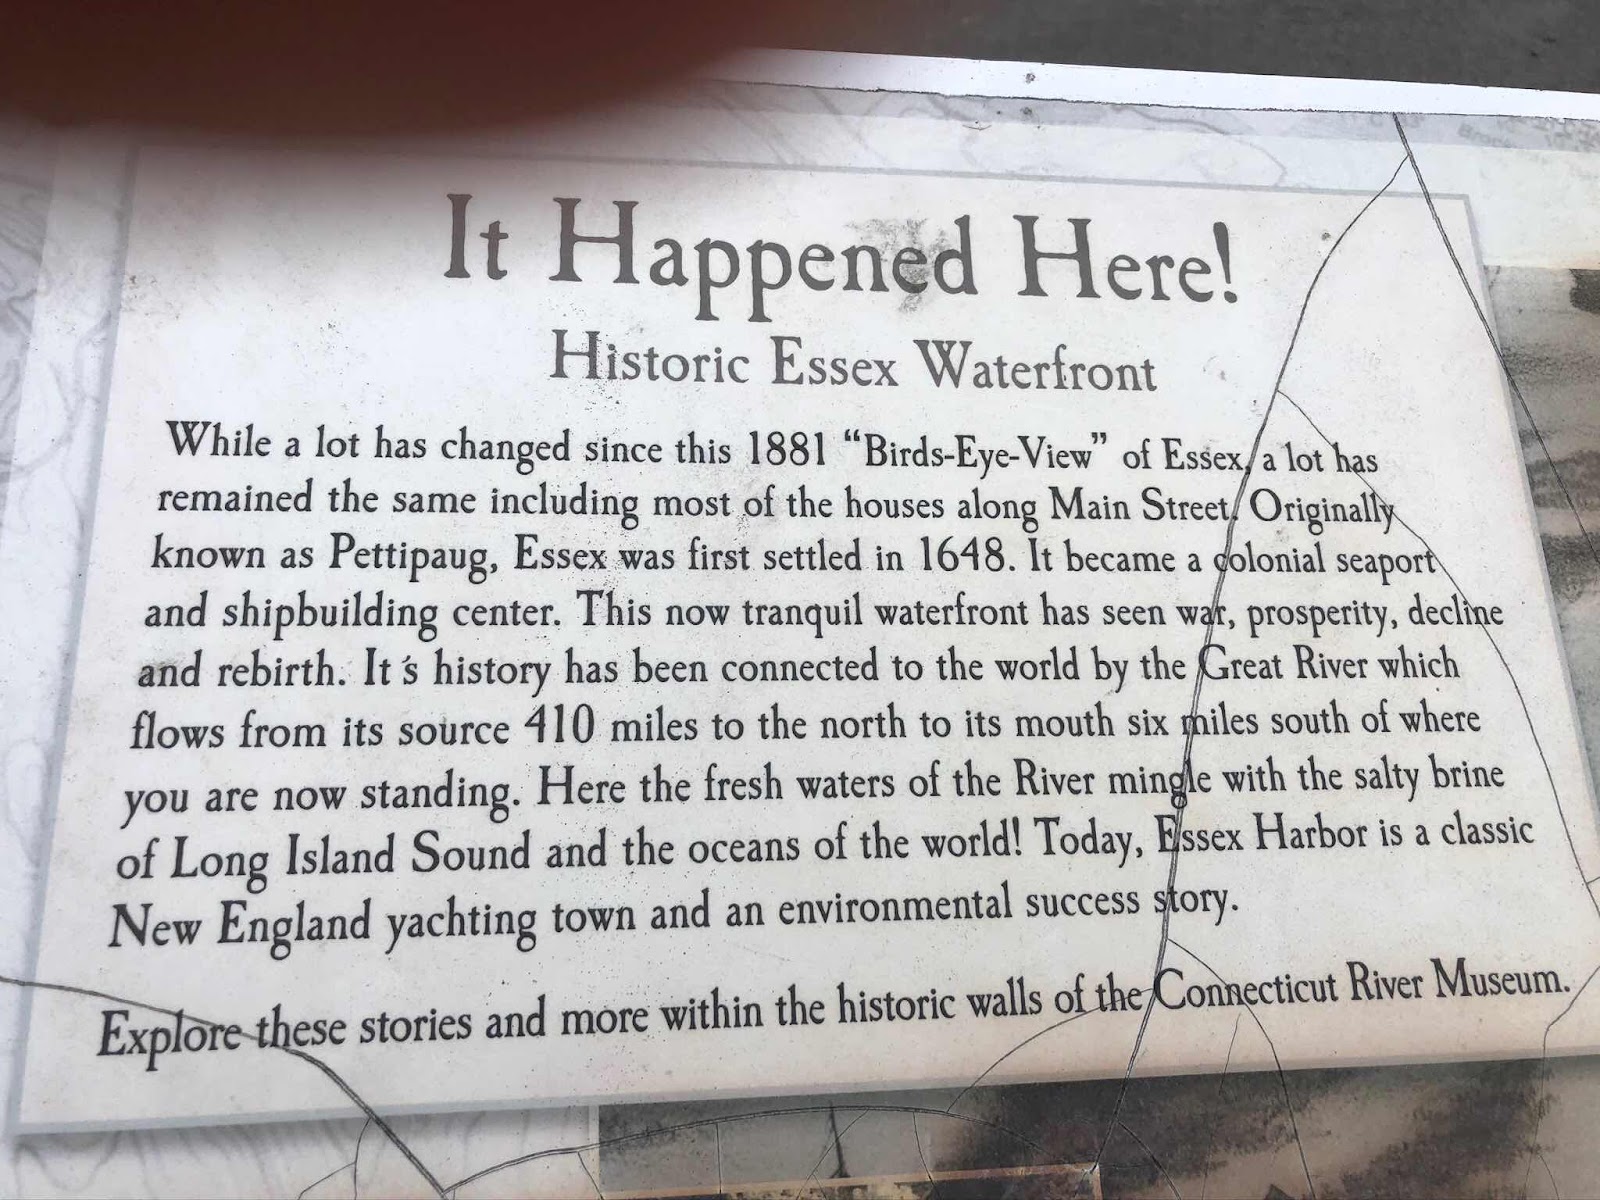 It Happened Here!
Historic Essex Waterfront
While a lot has changed since this 1881 “Birds-Eye-View” of Essex, a lot has
remained the same including most of the houses along Main Street. Originally
known as Pettipaug, Essex was first settled in 1648. It became a colonial seaport
and shipbuilding center. This now tranquil waterfront has seen war, prosperity, decline
and rebirth. It's history has been connected to the world by the Great River which
flows from its source 410 miles to the north to its mouth six miles south of where
you are now standing. Here the fresh waters of the River mingle with the salty brine
of Long Island Sound and the oceans of the world! Today, Essex Harbor is a classic
New England yachting town and an environmental success story.
Explore these stories and more within the historic walls of the Connecticut River Museum.